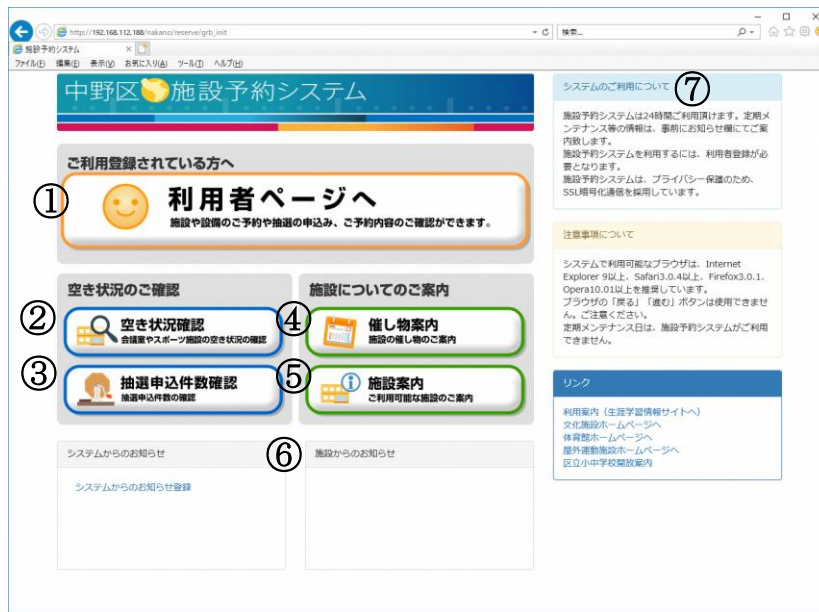 http://192.168.112.188/nakano/reserve/grb_init
検索...
施設予約システム
ファイル(F) 編集(E) 表示(V) お気に入り(A) ツール(T) ヘルプ(H)
中野区施設予約システム
ご利用登録されている方へ
①
利用者ページへ
施設や設備のご予約や抽選の申込み、ご予約内容のご確認ができます。
空き状況のご確認
②
空き状況確認
会議室やスポーツ施設の空き状況の確認
③
抽選申込件数確認
抽選申込件数の確認
施設についてのご案内
④
催し物案内
施設の催し物のご案内
⑤
施設案内
ご利用可能な施設のご案内
システムからのお知らせ
システムからのお知らせ登録
⑥
施設からのお知らせ
システムのご利用について
⑦
施設予約システムは24時間ご利用頂けます。定期メ
ンテナンス等の情報は、事前にお知らせ欄にてご案
内致します。
施設予約システムを利用するには、利用者登録が必
要となります。
施設予約システムは、プライバシー保護のため、
SSL暗号化通信を採用しています。
注意事項について
システムで利用可能なブラウザは、Internet
Explorer 9以上、Safari3.0.4以上、Firefox3.0.1、
Opera10.01以上を推奨しています。
ブラウザの「戻る」「進む」ボタンは使用できませ
ん。ご注意ください。
定期メンテナンス日は、施設予約システムがご利用
できません。
リンク
利用案内（生涯学習情報サイトへ）
文化施設ホームページへ
体育館ホームページへ
屋外運動施設ホームページへ
区立小中学校開放案内